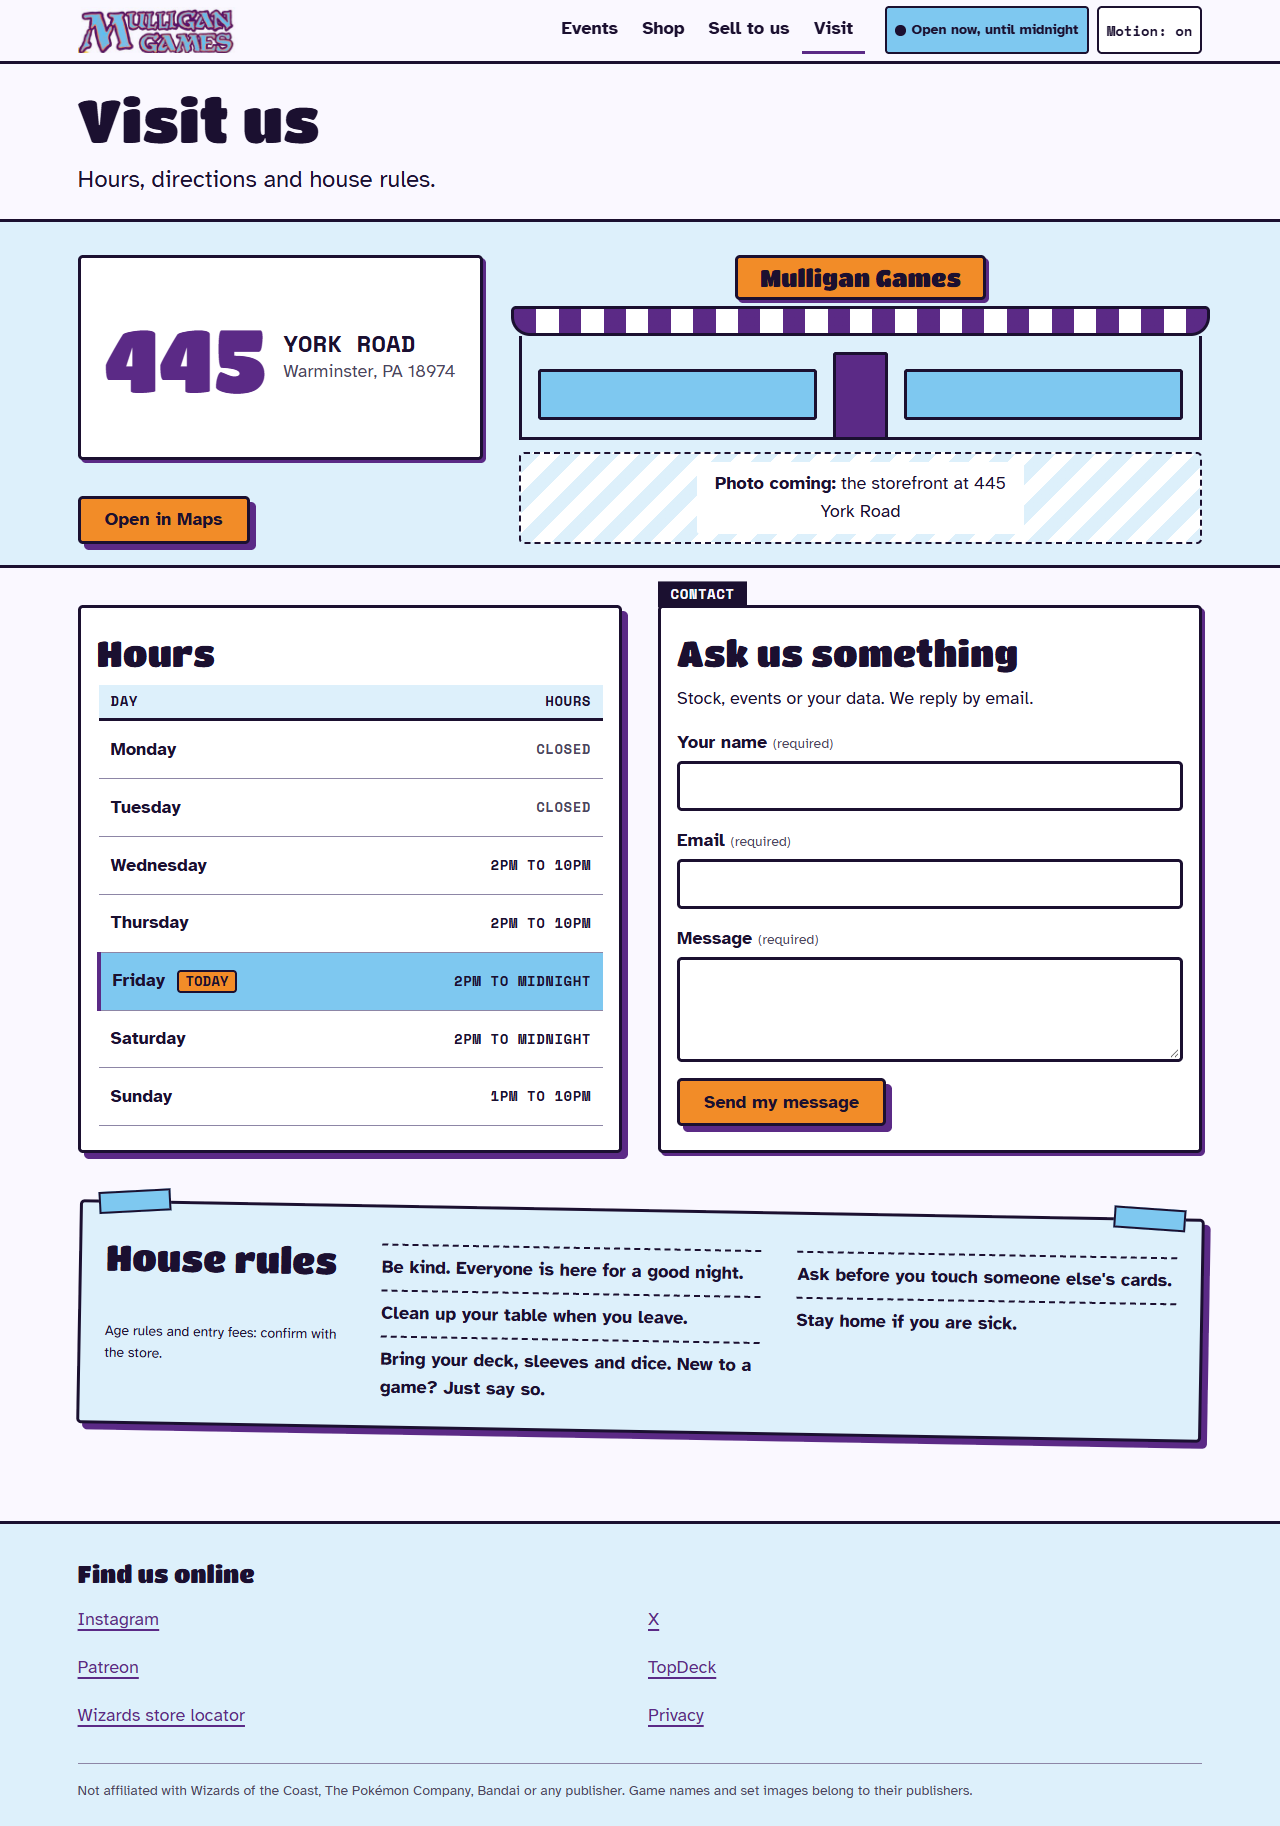 MULLIGAN GAMES
Events
Shop
Sell to us
Visit
Open now, until midnight
Motion: on
Visit us
Hours, directions and house rules.
445
YORK ROAD
Warminster, PA 18974
Open in Maps
Mulligan Games
Photo coming: the storefront at 445
York Road
Hours
DAY HOURS
Monday CLOSED
Tuesday CLOSED
Wednesday 2PM TO 10PM
Thursday 2PM TO 10PM
Friday TODAY 2PM TO MIDNIGHT
Saturday 2PM TO MIDNIGHT
Sunday 1PM TO 10PM
CONTACT
Ask us something
Stock, events or your data. We reply by email.
Your name (required)
Email (required)
Message (required)
Send my message
House rules
Age rules and entry fees: confirm with
the store.
Be kind. Everyone is here for a good night.
Clean up your table when you leave.
Bring your deck, sleeves and dice. New to a
game? Just say so.
Ask before you touch someone else's cards.
Stay home if you are sick.
Find us online
Instagram
X
Patreon
TopDeck
Wizards store locator
Privacy
Not affiliated with Wizards of the Coast, The Pokémon Company, Bandai or any publisher. Game names and set images belong to their publishers.